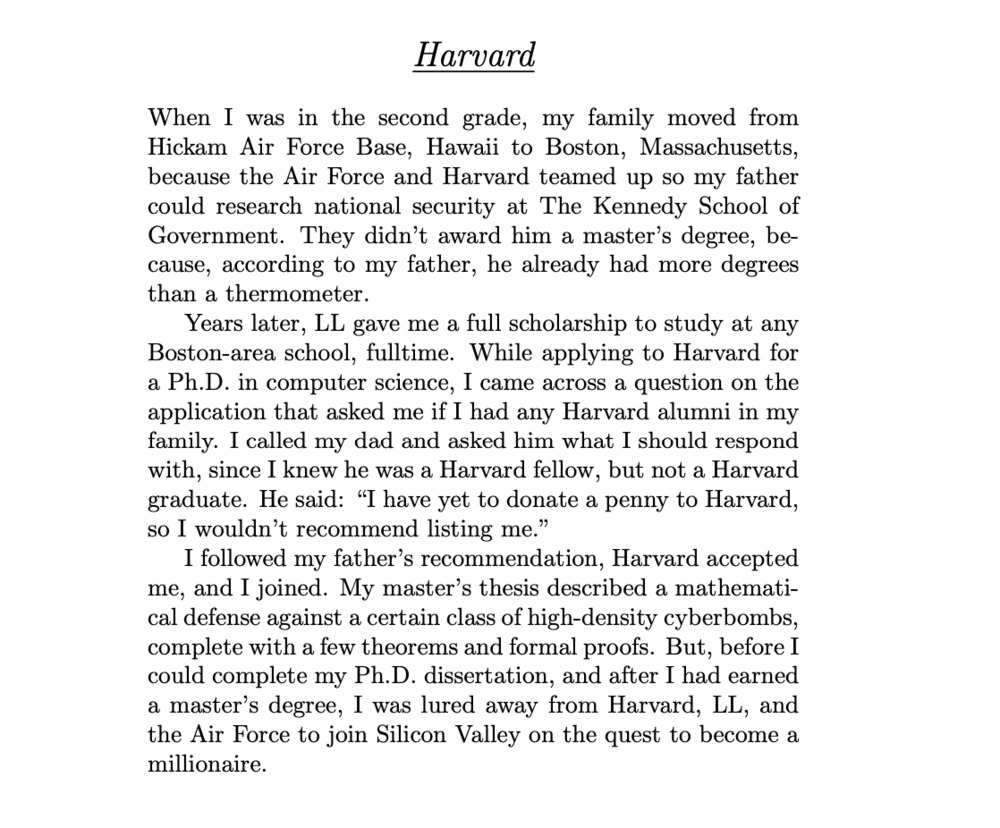 Harvard
When I was in the second grade, my family moved from
Hickam Air Force Base, Hawaii to Boston, Massachusetts,
because the Air Force and Harvard teamed up so my father
could research national security at The Kennedy School of
Government. They didn’t award him a master’s degree, be-
cause, according to my father, he already had more degrees
than a thermometer.
Years later, LL gave me a full scholarship to study at any
Boston-area school, fulltime. While applying to Harvard for
a Ph.D. in computer science, I came across a question on the
application that asked me if I had any Harvard alumni in my
family. I called my dad and asked him what I should respond
with, since I knew he was a Harvard fellow, but not a Harvard
graduate. He said: “I have yet to donate a penny to Harvard,
so I wouldn’t recommend listing me.”
I followed my father’s recommendation, Harvard accepted
me, and I joined. My master’s thesis described a mathemati-
cal defense against a certain class of high-density cyberbombs,
complete with a few theorems and formal proofs. But, before I
could complete my Ph.D. dissertation, and after I had earned
a master’s degree, I was lured away from Harvard, LL, and
the Air Force to join Silicon Valley on the quest to become a
millionaire.